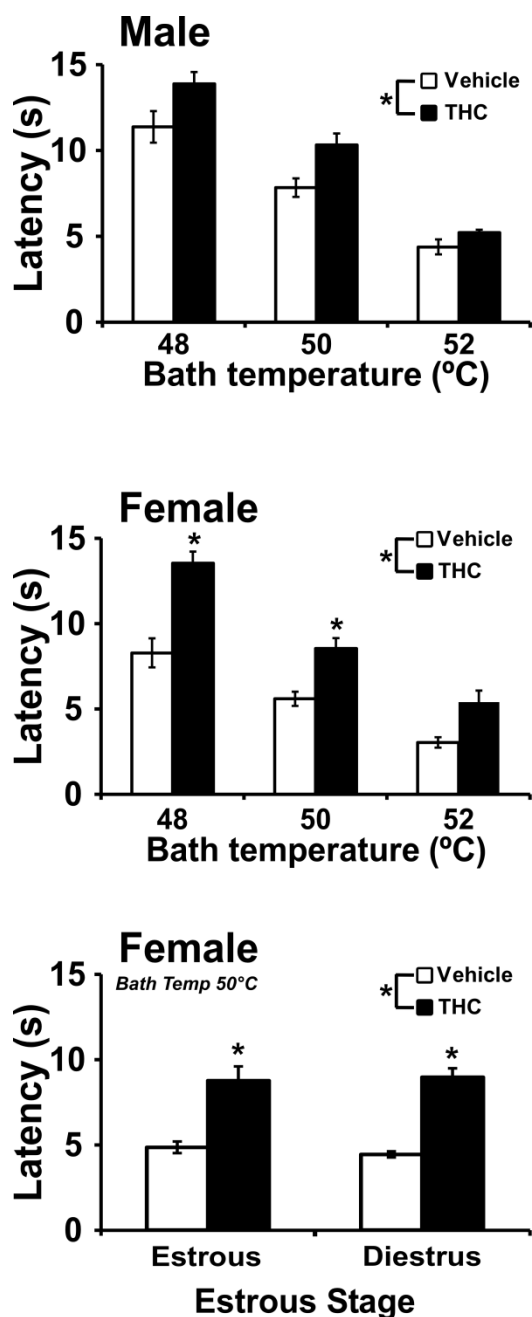 Male
15
10
5
0
Latency (s)
* Vehicle
THC
48 50 52
Bath temperature (ºC)
Female
15
10
5
0
Latency (s)
* Vehicle
THC
*
*
48 50 52
Bath temperature (ºC)
Female
Bath Temp 50°C
15
10
5
0
Latency (s)
* Vehicle
THC
* *
Estrous Diestrus
Estrous Stage